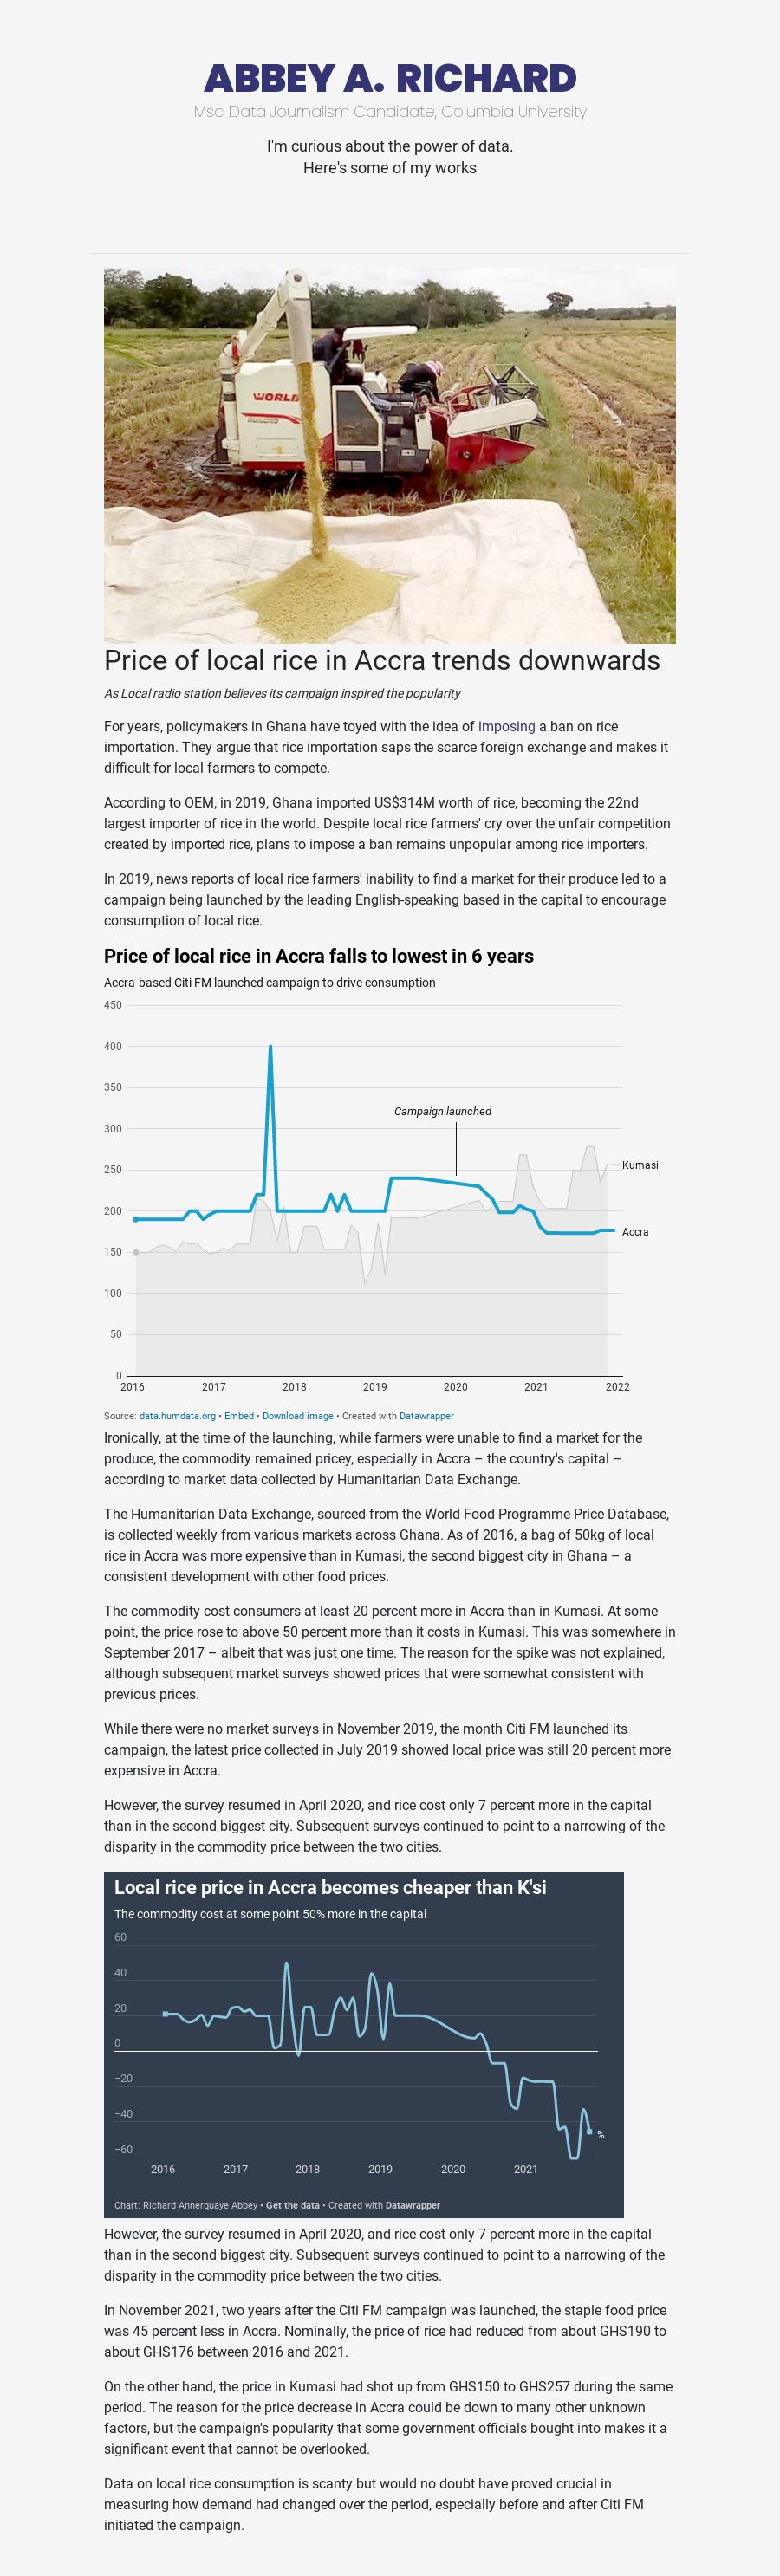 ABBEY A. RICHARD
Msc Data Journalism Candidate, Columbia University
I'm curious about the power of data.
Here's some of my works
WORLD
Price of local rice in Accra trends downwards
As Local radio station believes its campaign inspired the popularity
For years, policymakers in Ghana have toyed with the idea of imposing a ban on rice
importation. They argue that rice importation saps the scarce foreign exchange and makes it
difficult for local farmers to compete.
According to OEM, in 2019, Ghana imported US$314M worth of rice, becoming the 22nd
largest importer of rice in the world. Despite local rice farmers' cry over the unfair competition
created by imported rice, plans to impose a ban remains unpopular among rice importers.
In 2019, news reports of local rice farmers' inability to find a market for their produce led to a
campaign being launched by the leading English-speaking based in the capital to encourage
consumption of local rice.
Price of local rice in Accra falls to lowest in 6 years
Accra-based Citi FM launched campaign to drive consumption
450
400
350
Campaign launched
300
250
Kumasi
200
Accra
150
100
50
0
2016 2017 2018 2019 2020 2021 2022
Source: data.humdata.org • Embed • Download image • Created with Datawrapper
Ironically, at the time of the launching, while farmers were unable to find a market for the
produce, the commodity remained pricey, especially in Accra – the country's capital –
according to market data collected by Humanitarian Data Exchange.
The Humanitarian Data Exchange, sourced from the World Food Programme Price Database,
is collected weekly from various markets across Ghana. As of 2016, a bag of 50kg of local
rice in Accra was more expensive than in Kumasi, the second biggest city in Ghana – a
consistent development with other food prices.
The commodity cost consumers at least 20 percent more in Accra than in Kumasi. At some
point, the price rose to above 50 percent more than it costs in Kumasi. This was somewhere in
September 2017 – albeit that was just one time. The reason for the spike was not explained,
although subsequent market surveys showed prices that were somewhat consistent with
previous prices.
While there were no market surveys in November 2019, the month Citi FM launched its
campaign, the latest price collected in July 2019 showed local price was still 20 percent more
expensive in Accra.
However, the survey resumed in April 2020, and rice cost only 7 percent more in the capital
than in the second biggest city. Subsequent surveys continued to point to a narrowing of the
disparity in the commodity price between the two cities.
Local rice price in Accra becomes cheaper than K'si
The commodity cost at some point 50% more in the capital
60
40
20
0
−20
−40
%
−60
2016 2017 2018 2019 2020 2021
Chart: Richard Annerquaye Abbey • Get the data • Created with Datawrapper
However, the survey resumed in April 2020, and rice cost only 7 percent more in the capital
than in the second biggest city. Subsequent surveys continued to point to a narrowing of the
disparity in the commodity price between the two cities.
In November 2021, two years after the Citi FM campaign was launched, the staple food price
was 45 percent less in Accra. Nominally, the price of rice had reduced from about GHS190 to
about GHS176 between 2016 and 2021.
On the other hand, the price in Kumasi had shot up from GHS150 to GHS257 during the same
period. The reason for the price decrease in Accra could be down to many other unknown
factors, but the campaign's popularity that some government officials bought into makes it a
significant event that cannot be overlooked.
Data on local rice consumption is scanty but would no doubt have proved crucial in
measuring how demand had changed over the period, especially before and after Citi FM
initiated the campaign.